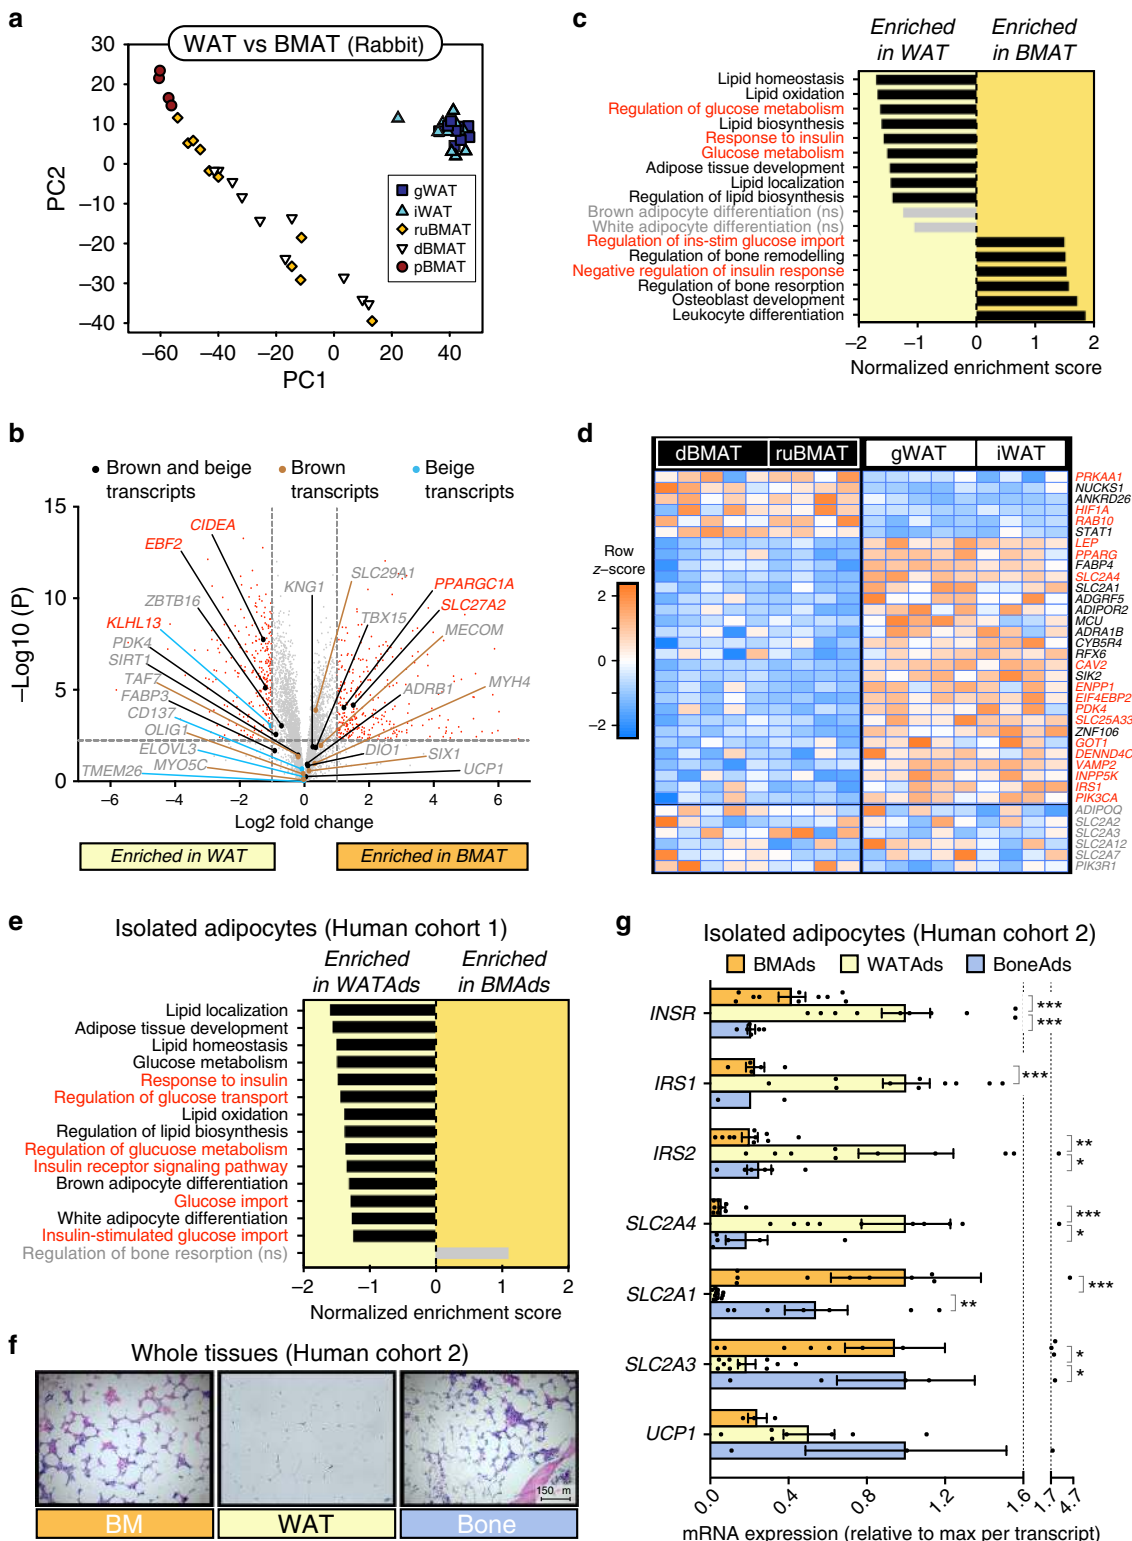 a
WAT vs BMAT (Rabbit)
30
20
10
0
−10
−20
−30
−40
PC2
−60
−40
−20
0
20
40
PC1
gWAT
iWAT
ruBMAT
dBMAT
pBMAT
b
Brown and beige transcripts
Brown transcripts
Beige transcripts
15
10
5
0
−Log10 (P)
CIDEA
EBF2
ZBTB16
KLHL13
PDK4
SIRT1
TAF7
FABP3
CD137
OLIG1
ELOVL3
MYO5C
TMEM26
KNG1
SLC29A1
TBX15
PPARGC1A
SLC27A2
MECOM
ADRB1
MYH4
DIO1
SIX1
UCP1
−6
−4
−2
0
2
4
6
Log2 fold change
Enriched in WAT
Enriched in BMAT
c
Enriched in WAT
Enriched in BMAT
Lipid homeostasis
Lipid oxidation
Regulation of glucose metabolism
Lipid biosynthesis
Response to insulin
Glucose metabolism
Adipose tissue development
Lipid localization
Regulation of lipid biosynthesis
Brown adipocyte differentiation (ns)
White adipocyte differentiation (ns)
Regulation of ins-stim glucose import
Regulation of bone remodelling
Negative regulation of insulin response
Regulation of bone resorption
Osteoblast development
Leukocyte differentiation
−2
−1
0
1
2
Normalized enrichment score
d
dBMAT
ruBMAT
gWAT
iWAT
Row
z−score
2
0
−2
PRKAA1
NUCKS1
ANKRD26
HIF1A
RAB10
STAT1
LEP
PPARG
FABP4
SLC2A4
SLC2A1
ADGRF5
ADIPOR2
MCU
ADRA1B
CYB5R4
RFX6
CAV2
SIK2
ENPP1
EIF4EBP2
PDK4
SLC25A33
ZNF106
GOT1
DENND4C
VAMP2
INPP5K
IRS1
PIK3CA
ADIPOQ
SLC2A2
SLC2A3
SLC2A12
SLC2A7
PIK3R1
e
Isolated adipocytes (Human cohort 1)
Enriched in WATAds
Enriched in BMAds
Lipid localization
Adipose tissue development
Lipid homeostasis
Glucose metabolism
Response to insulin
Regulation of glucose transport
Lipid oxidation
Regulation of lipid biosynthesis
Regulation of glucuose metabolism
Insulin receptor signaling pathway
Brown adipocyte differentiation
Glucose import
White adipocyte differentiation
Insulin-stimulated glucose import
Regulation of bone resorption (ns)
−2
−1
0
1
2
Normalized enrichment score
f
Whole tissues (Human cohort 2)
150 m
BM
WAT
Bone
g
Isolated adipocytes (Human cohort 2)
BMAds
WATAds
BoneAds
INSR
***
***
IRS1
***
IRS2
**
*
SLC2A4
***
*
SLC2A1
***
**
SLC2A3
*
*
UCP1
0.0
0.4
0.8
1.2
1.6
1.7
4.7
mRNA expression (relative to max per transcript)